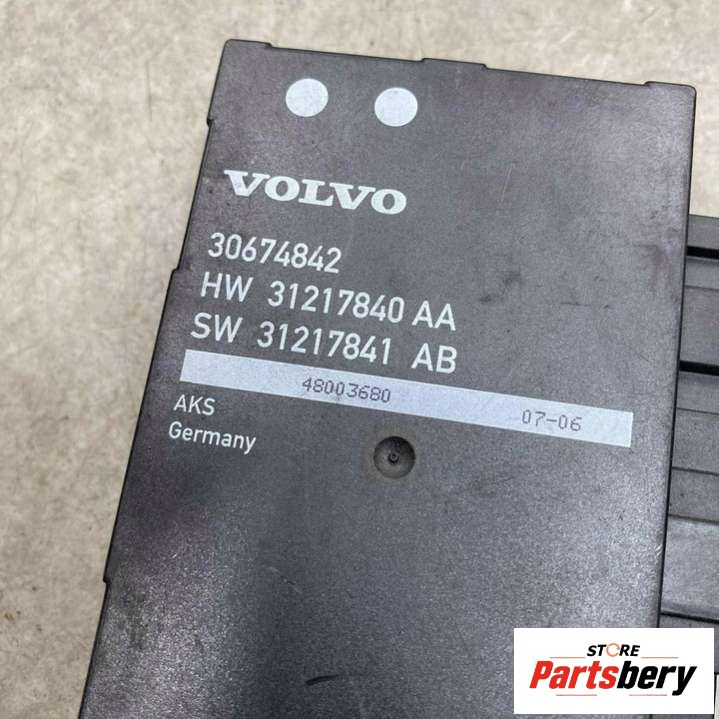 VOLVO
30674842
HW 31217840 AA
SW 31217841 AB
48003680 07-06
AKS
Germany
STORE
Partsbery